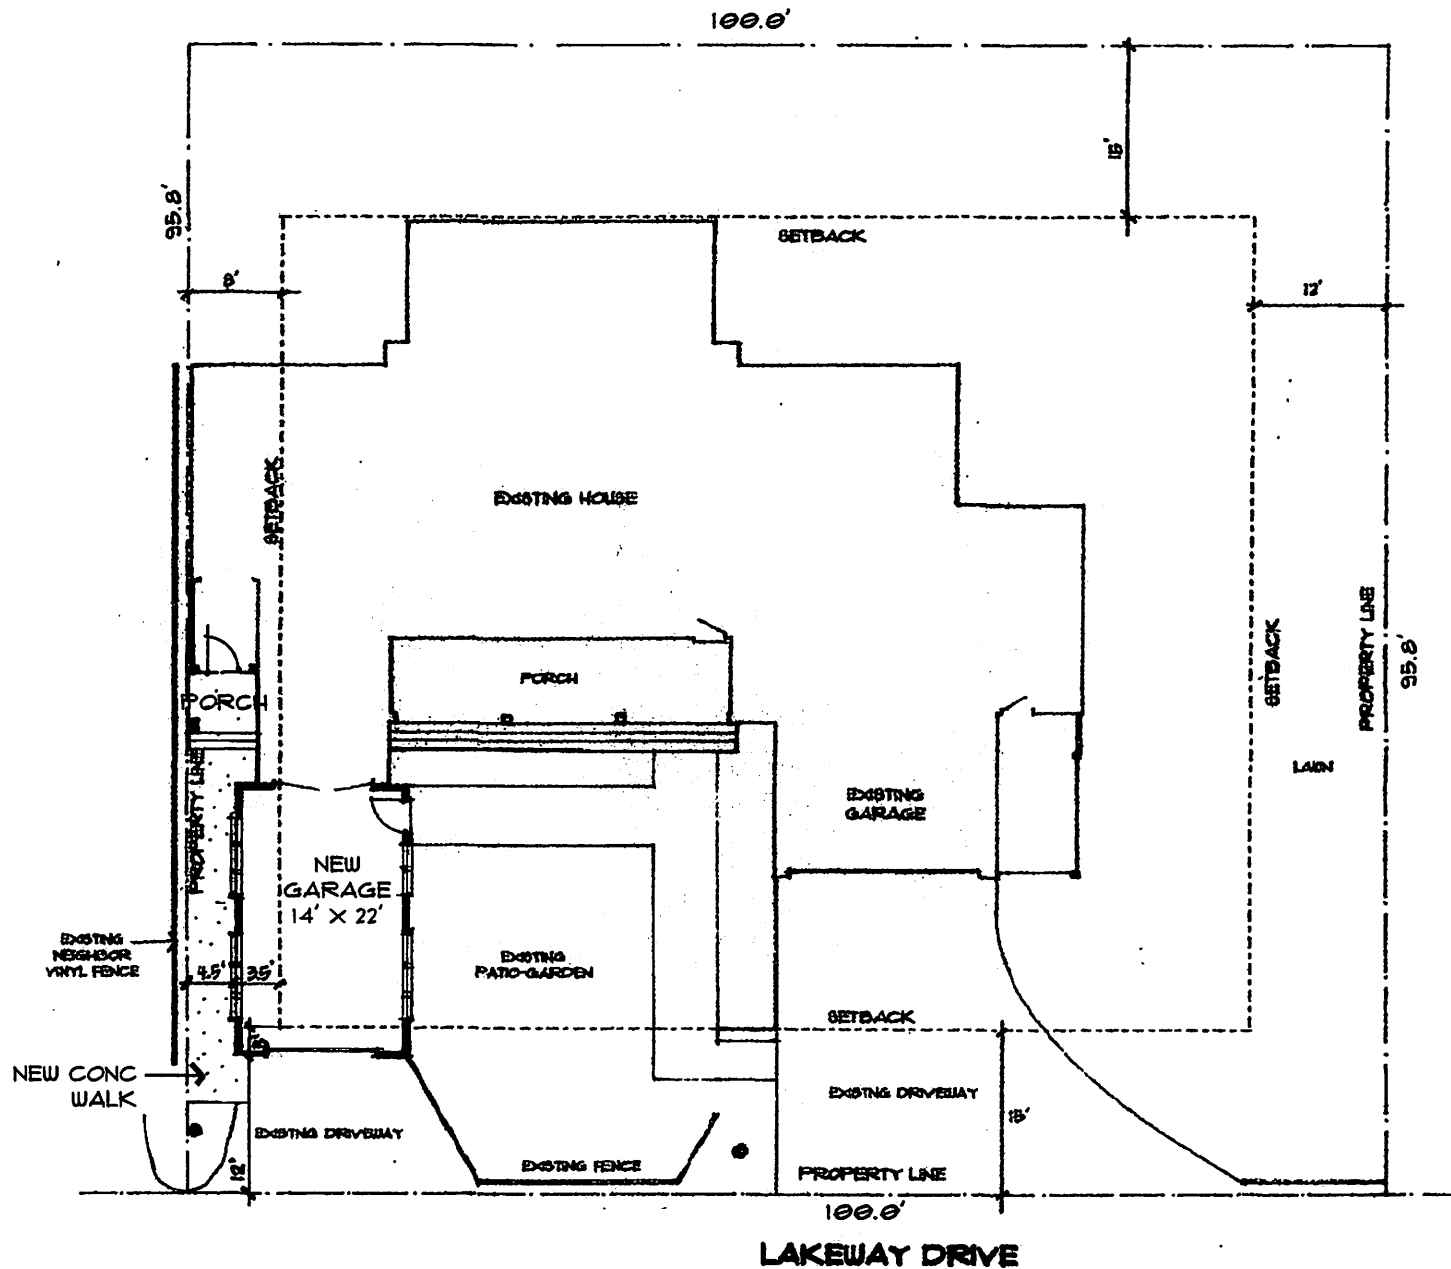 100.0'
15'
95.8'
SETBACK
8'
12'
SETBACK
EXISTING HOUSE
PROPERTY LINE
SETBACK
95.8'
PORCH
PORCH
PROPERTY LINE
LAWN
EXISTING
GARAGE
NEW
GARAGE
14' X 22'
EXISTING
NEIGHBOR
VINYL FENCE
4.5'
3.5'
EXISTING
PATIO-GARDEN
SETBACK
3'
NEW CONC
WALK
EXISTING DRIVEWAY
15'
EXISTING DRIVEWAY
12'
EXISTING FENCE
PROPERTY LINE
100.0'
LAKEWAY DRIVE